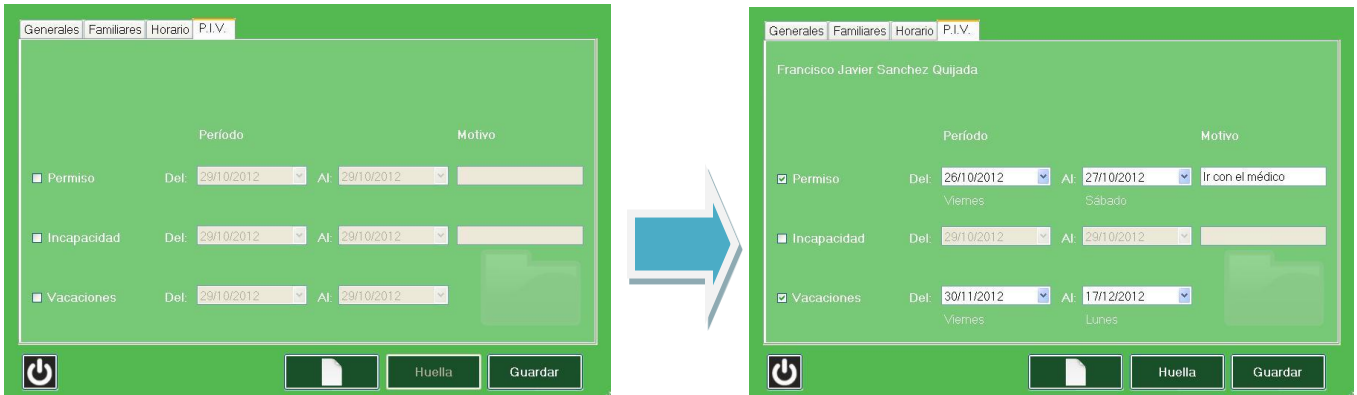 Generales Familiares Horario P.I.V.
Período Motivo
Permiso Del: 29/10/2012 Al: 29/10/2012
Incapacidad Del: 29/10/2012 Al: 29/10/2012
Vacaciones Del: 29/10/2012 Al: 29/10/2012
Huella Guardar
Generales Familiares Horario P.I.V.
Francisco Javier Sanchez Quijada
Período Motivo
Permiso Del: 26/10/2012 Al: 27/10/2012 Ir con el médico
Viernes Sábado
Incapacidad Del: 29/10/2012 Al: 29/10/2012
Vacaciones Del: 30/11/2012 Al: 17/12/2012
Viernes Lunes
Huella Guardar